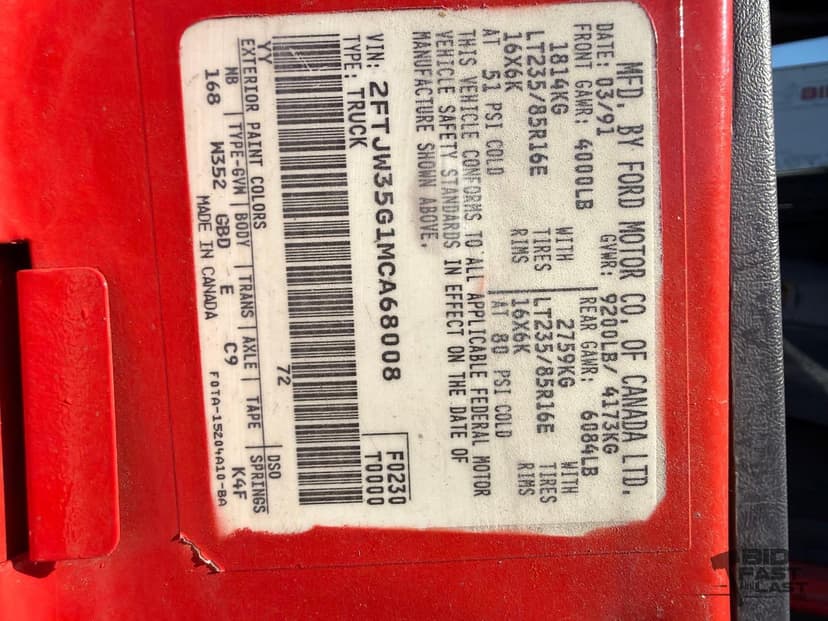 MFD. BY FORD MOTOR CO. OF CANADA LTD.
DATE: 03/91 GVWR: 9200LB/ 4173KG
FRONT GAWR: 4000LB REAR GAWR: 6084LB
1814KG WITH 2759KG WITH
LT235/85R16E TIRES LT235/85R16E TIRES
16X6K RIMS 16X6K RIMS
AT 51 PSI COLD AT 80 PSI COLD
THIS VEHICLE CONFORMS TO ALL APPLICABLE FEDERAL MOTOR
VEHICLE SAFETY STANDARDS IN EFFECT ON THE DATE OF
MANUFACTURE SHOWN ABOVE.
VIN: 2FTJW35G1MCA68008 F0230
TYPE: TRUCK T0000
72
YY DSO
EXTERIOR PAINT COLORS
WB TYPE-GVW BODY TRANS AXLE TAPE SPRINGS
168 W352 GBD E C9 K4F
MADE IN CANADA F0TA-15204A10-BA
BID
FAST
AND
LAST